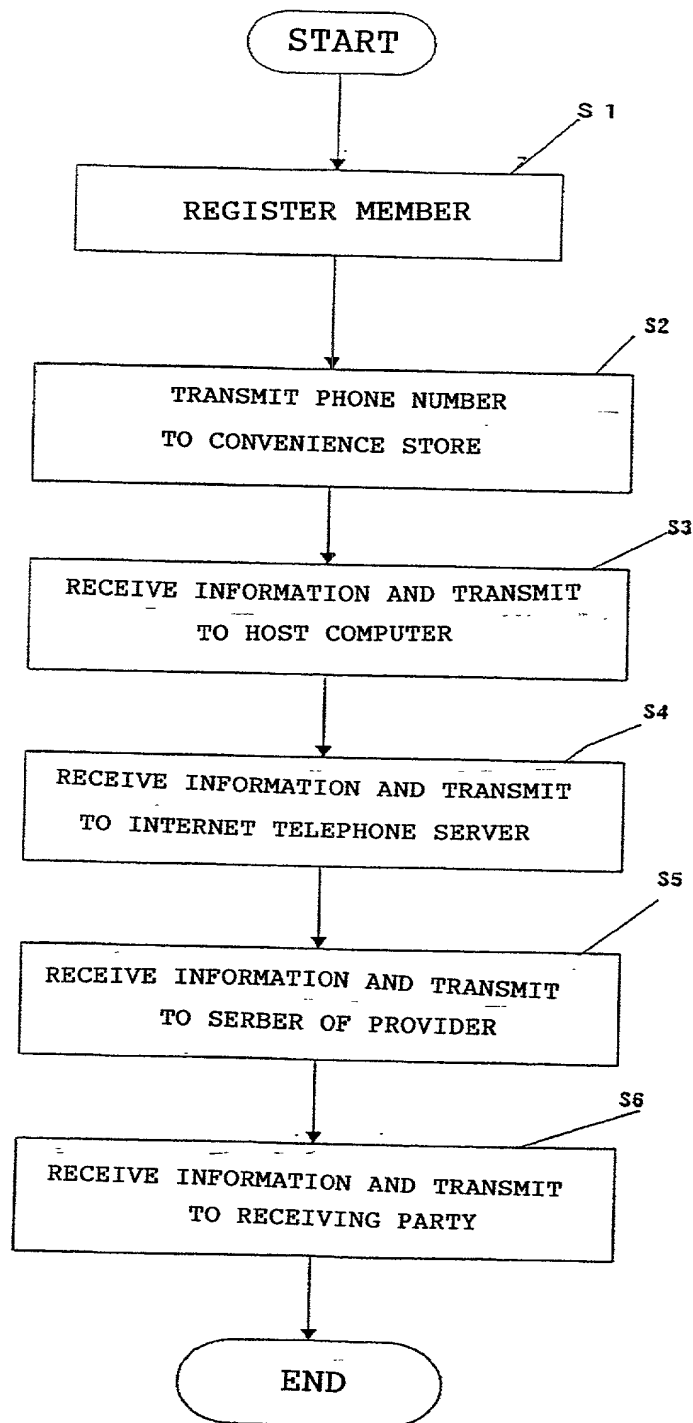 START
S 1
REGISTER MEMBER
S2
TRANSMIT PHONE NUMBER
TO CONVENIENCE STORE
S3
RECEIVE INFORMATION AND TRANSMIT
TO HOST COMPUTER
S4
RECEIVE INFORMATION AND TRANSMIT
TO INTERNET TELEPHONE SERVER
S5
RECEIVE INFORMATION AND TRANSMIT
TO SERBER OF PROVIDER
S6
RECEIVE INFORMATION AND TRANSMIT
TO RECEIVING PARTY
END